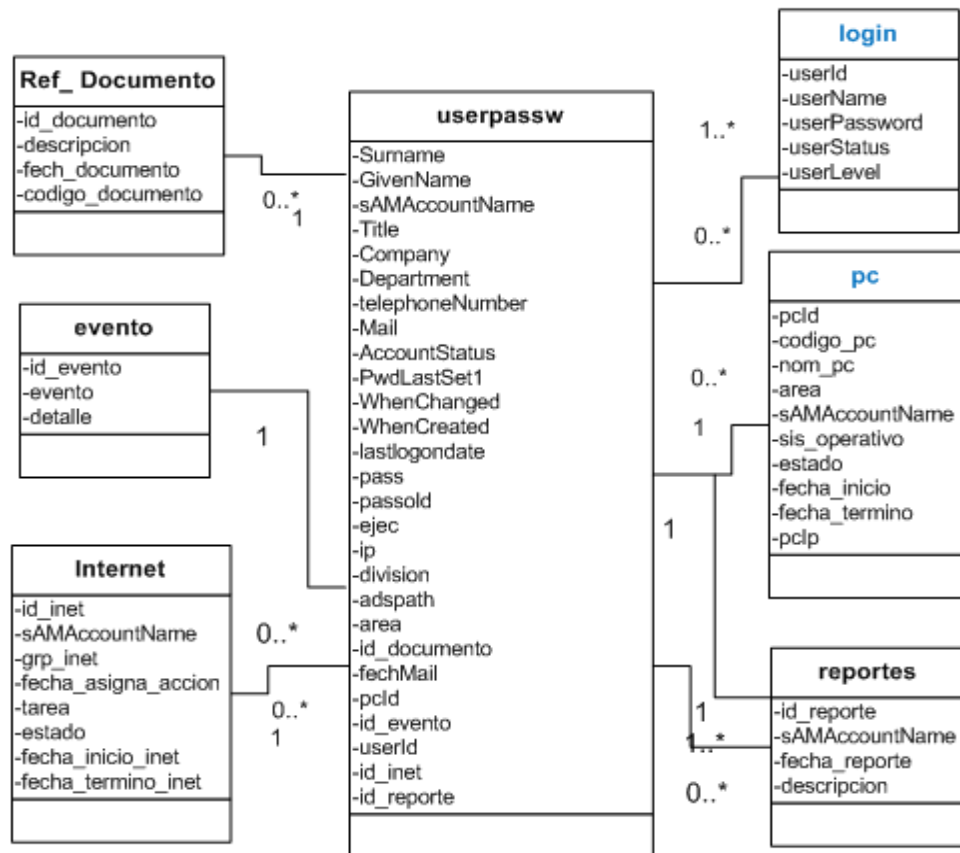 Ref_ Documento
-id_documento
-descripcion
-fech_documento
-codigo_documento
0..*
1
evento
-id_evento
-evento
-detalle
1
Internet
-id_inet
-sAMAccountName
-grp_inet
-fecha_asigna_accion
-tarea
-estado
-fecha_inicio_inet
-fecha_termino_inet
0..*
0..*
1
userpassw
-Surname
-GivenName
-sAMAccountName
-Title
-Company
-Department
-telephoneNumber
-Mail
-AccountStatus
-PwdLastSet1
-WhenChanged
-WhenCreated
-lastlogondate
-pass
-passold
-ejec
-ip
-division
-adspath
-area
-id_documento
-fechMail
-pcId
-id_evento
-userId
-id_inet
-id_reporte
login
-userId
-userName
-userPassword
-userStatus
-userLevel
1..*
0..*
pc
-pcId
-codigo_pc
-nom_pc
-area
-sAMAccountName
-sis_operativo
-estado
-fecha_inicio
-fecha_termino
-pcIp
0..*
1
1
reportes
-id_reporte
-sAMAccountName
-fecha_reporte
-descripcion
1
1..*
0..*